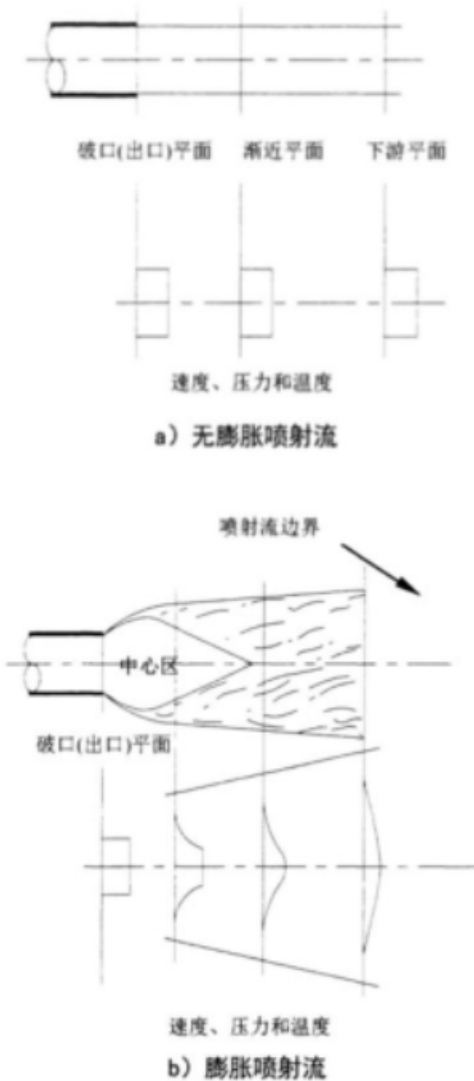 破口(出口)平面 渐近平面 下游平面
速度、压力和温度
a）无膨胀喷射流
喷射流边界
中心区
破口(出口)平面
速度、压力和温度
b）膨胀喷射流